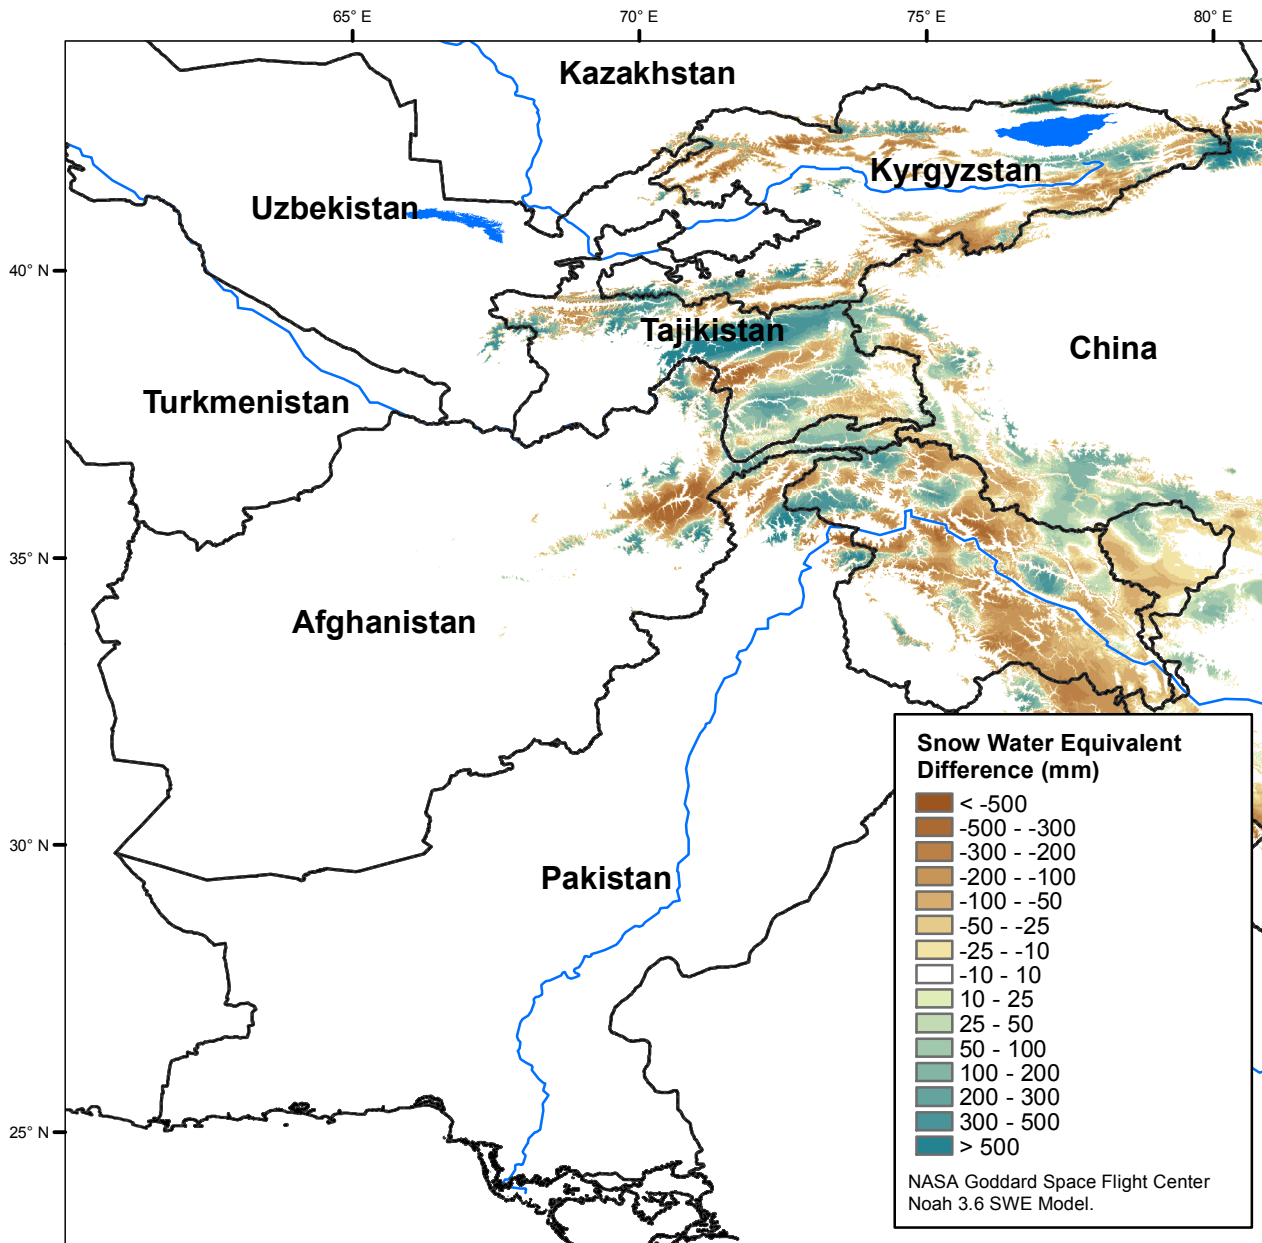 65° E
70° E
75° E
80° E
Kazakhstan
Kyrgyzstan
Uzbekistan
40° N
Tajikistan
China
Turkmenistan
35° N
Afghanistan
30° N
Pakistan
25° N
Snow Water Equivalent
Difference (mm)
< -500
-500 - -300
-300 - -200
-200 - -100
-100 - -50
-50 - -25
-25 - -10
-10 - 10
10 - 25
25 - 50
50 - 100
100 - 200
200 - 300
300 - 500
> 500
NASA Goddard Space Flight Center
Noah 3.6 SWE Model.